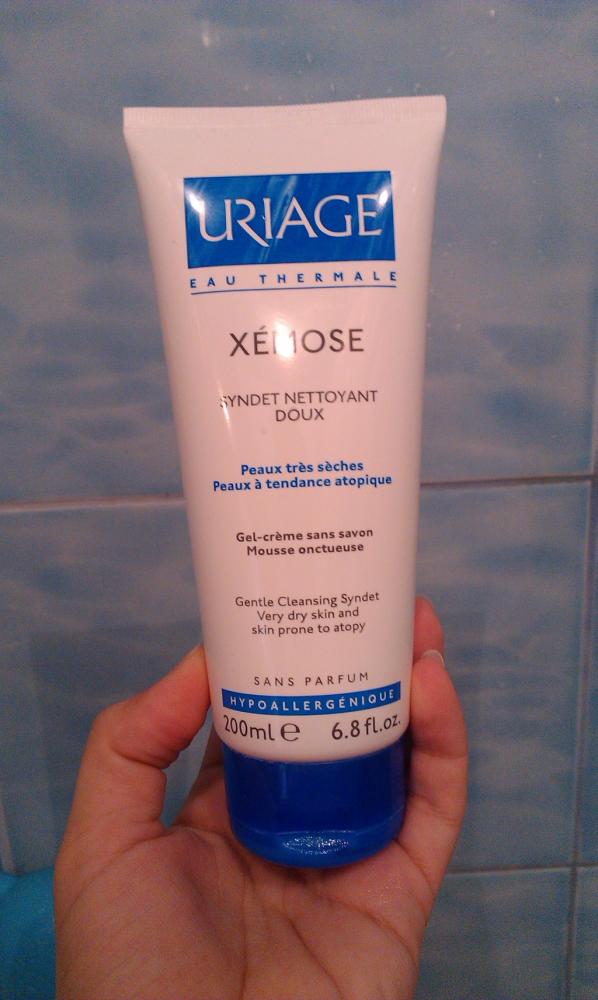 URIAGE
EAU THERMALE
XÉMOSE
SYNDET NETTOYANT
DOUX
Peaux très sèches
Peaux à tendance atopique
Gel-crème sans savon
Mousse onctueuse
Gentle Cleansing Syndet
Very dry skin and
skin prone to atopy
SANS PARFUM
HYPOALLERGÉNIQUE
200ml e 6.8 fl.oz.